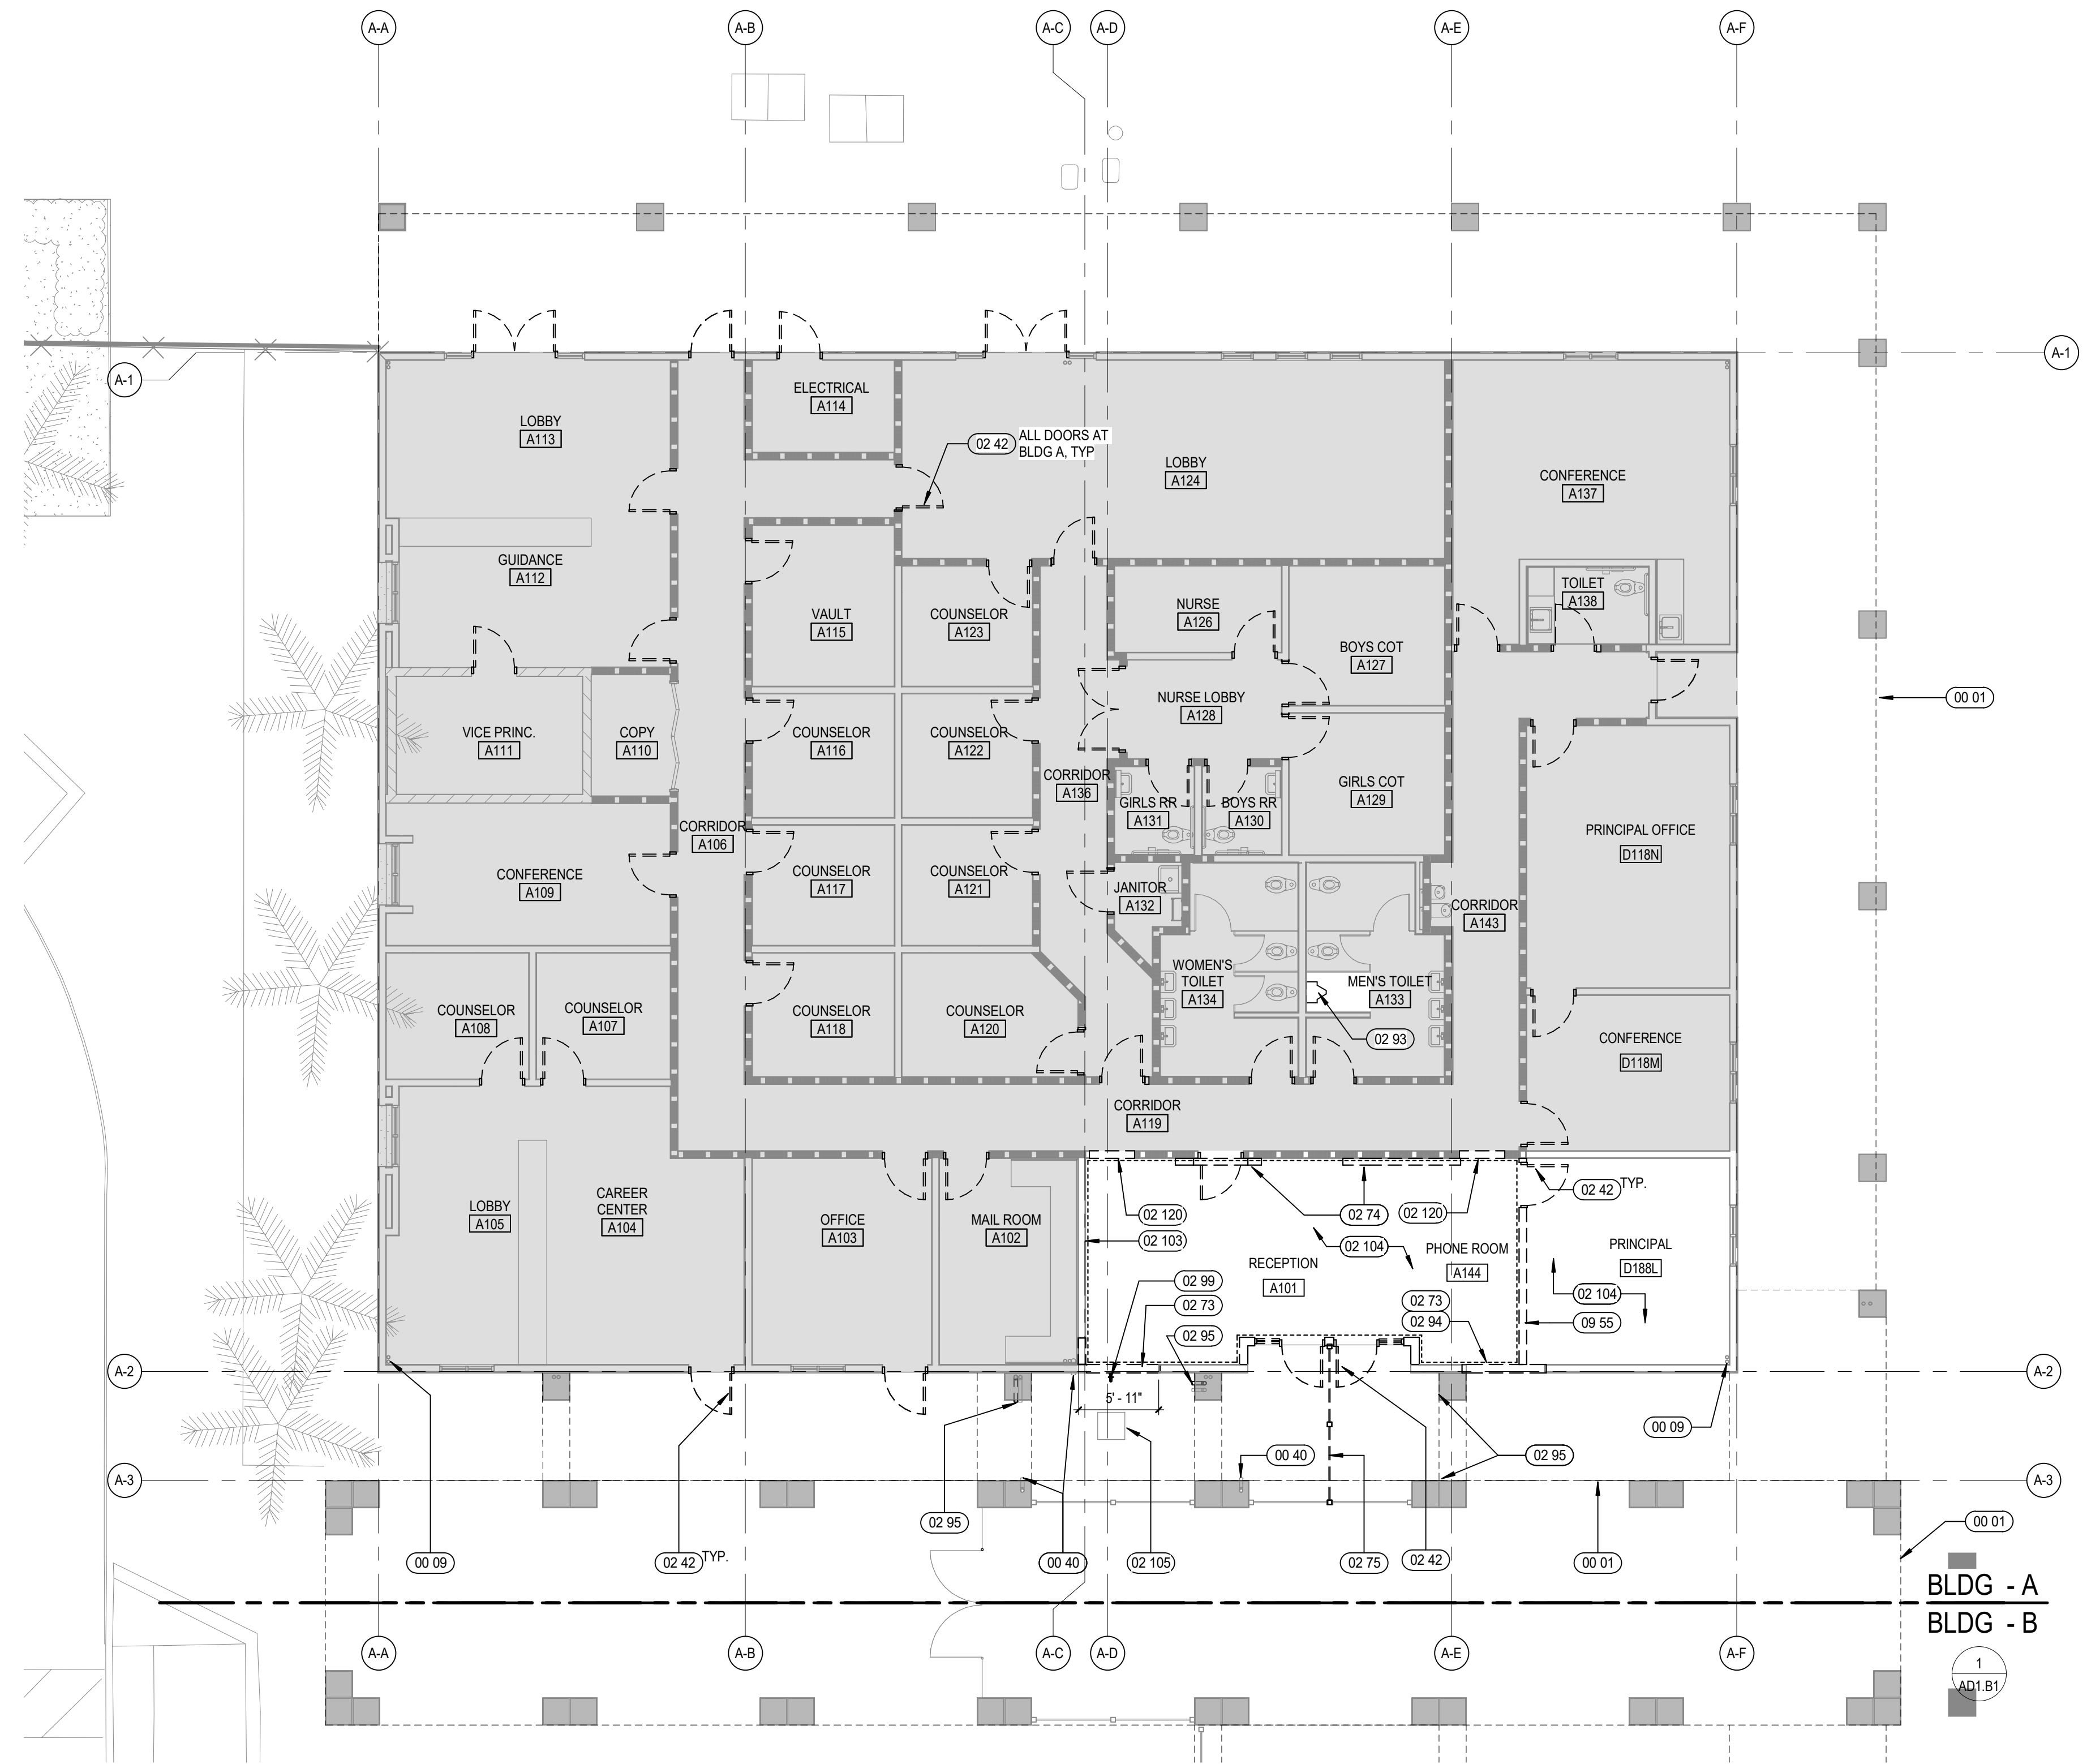 A-A
A-B
A-C
A-D
A-E
A-F
A-1
A-1
ELECTRICAL
A114
LOBBY
A113
02 42
ALL DOORS AT
BLDG A, TYP
LOBBY
A124
CONFERENCE
A137
GUIDANCE
A112
VAULT
A115
COUNSELOR
A123
NURSE
A126
TOILET
A138
BOYS COT
A127
00 01
VICE PRINC.
A111
COPY
A110
COUNSELOR
A116
COUNSELOR
A122
NURSE LOBBY
A128
CORRIDOR
A136
GIRLS COT
A129
GIRLS RR
A131
BOYS RR
A130
CORRIDOR
A106
PRINCIPAL OFFICE
D118N
CONFERENCE
A109
COUNSELOR
A117
COUNSELOR
A121
JANITOR
A132
CORRIDOR
A143
WOMEN'S
TOILET
A134
MEN'S TOILET
A133
02 93
COUNSELOR
A108
COUNSELOR
A107
COUNSELOR
A118
COUNSELOR
A120
CONFERENCE
D118M
CORRIDOR
A119
LOBBY
A105
CAREER
CENTER
A104
OFFICE
A103
MAIL ROOM
A102
02 120
02 103
02 74
02 120
02 42
TYP.
02 104
RECEPTION
A101
PHONE ROOM
A144
PRINCIPAL
D188L
02 99
02 73
02 95
02 73
02 94
02 104
09 55
A-2
A-2
5' - 11"
00 09
00 40
02 95
A-3
A-3
02 95
00 09
02 42
TYP.
00 40
02 105
02 75
02 42
00 01
00 01
BLDG - A
BLDG - B
A-A
A-B
A-C
A-D
A-E
A-F
1
AD1.B1